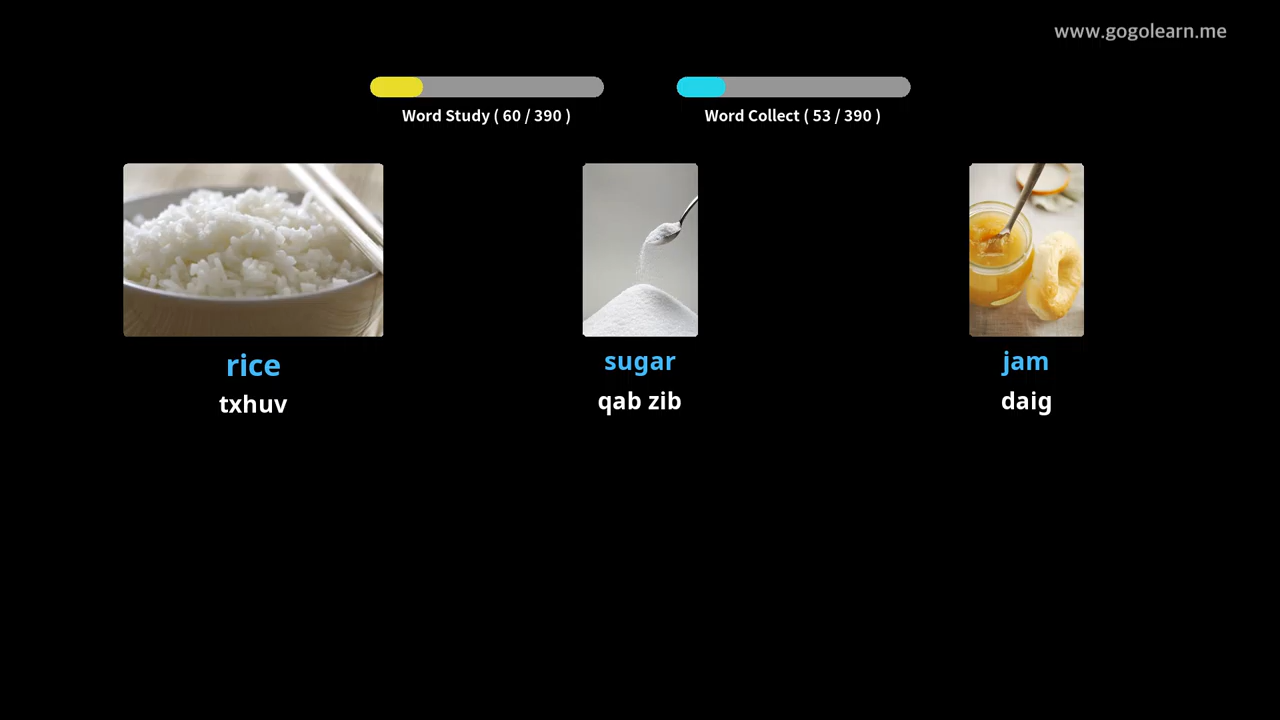 www.gogolearn.me
Word Study ( 60 / 390 )
Word Collect ( 53 / 390 )
rice
txhuv
sugar
qab zib
jam
daig